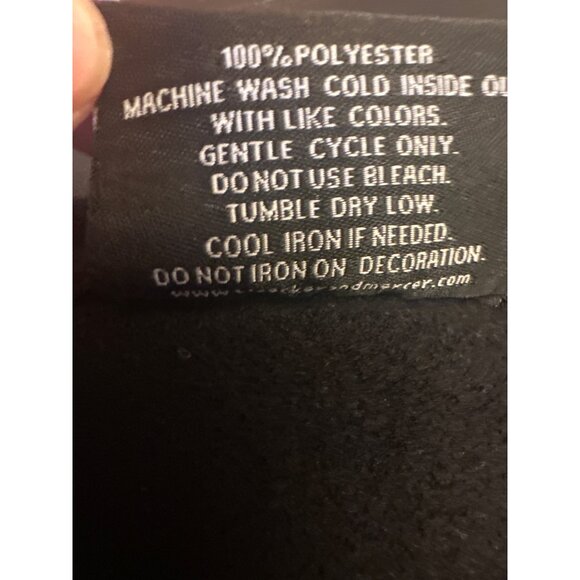 100% POLYESTER
MACHINE WASH COLD INSIDE OU
WITH LIKE COLORS.
GENTLE CYCLE ONLY.
DO NOT USE BLEACH.
TUMBLE DRY LOW.
COOL IRON IF NEEDED.
DO NOT IRON ON DECORATION.